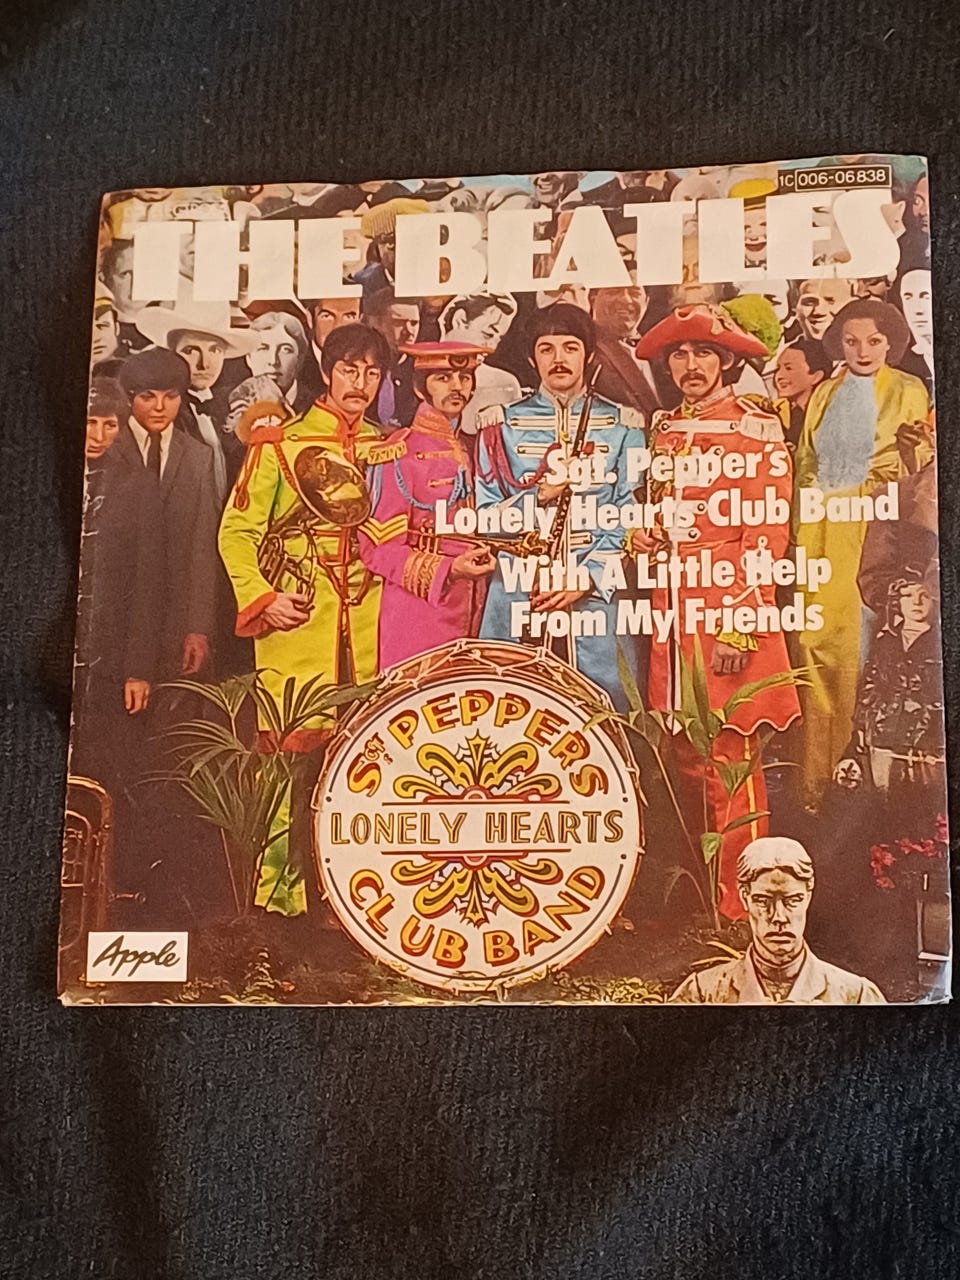 1C 006-06838
THE BEATLES
Sgt. Pepper's
Lonely Hearts Club Band
With A Little Help
From My Friends
SGT. PEPPERS
LONELY HEARTS
CLUB BAND
Apple